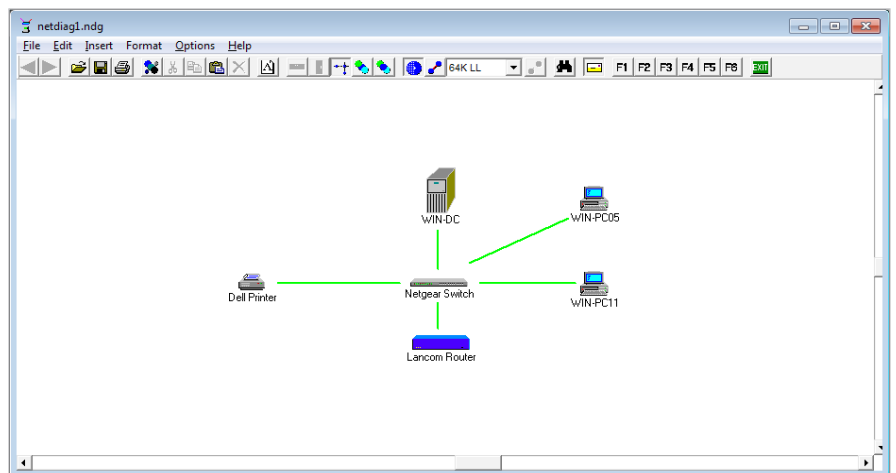 netdiag1.ndg
File Edit Insert Format Options Help
64K LL F1 F2 F3 F4 F5 F6 EXIT
WIN-DC
WIN-PC05
Dell Printer
Netgear Switch
WIN-PC11
Lancom Router